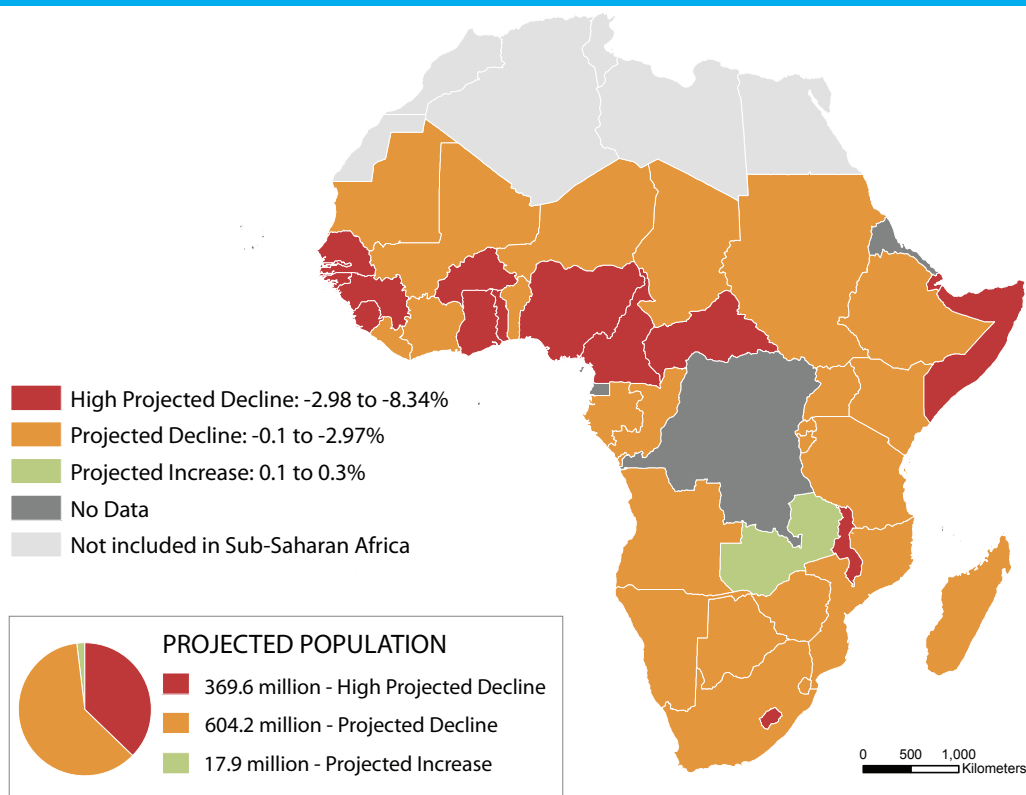 High Projected Decline: -2.98 to -8.34%
Projected Decline: -0.1 to -2.97%
Projected Increase: 0.1 to 0.3%
No Data
Not included in Sub-Saharan Africa
PROJECTED POPULATION
369.6 million - High Projected Decline
604.2 million - Projected Decline
17.9 million - Projected Increase
0 500 1,000
Kilometers